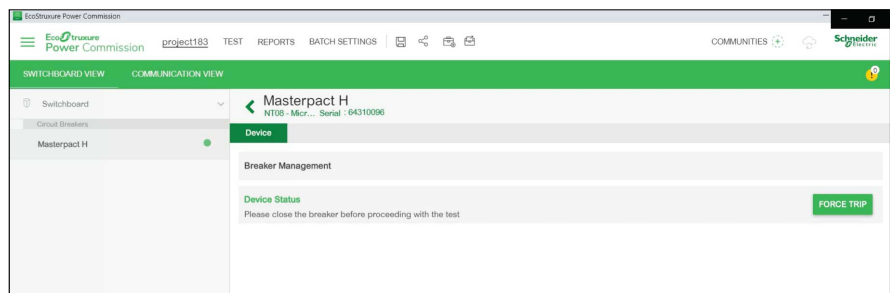 EcoStruxure Power Commission
EcoStruxure
Power Commission
project183 TEST REPORTS BATCH SETTINGS COMMUNITIES
Schneider
Electric
SWITCHBOARD VIEW COMMUNICATION VIEW
0
Switchboard
Circuit Breakers
Masterpact H
Masterpact H
NT08 - Micr... Serial : 64310096
Device
Breaker Management
Device Status
Please close the breaker before proceeding with the test
FORCE TRIP